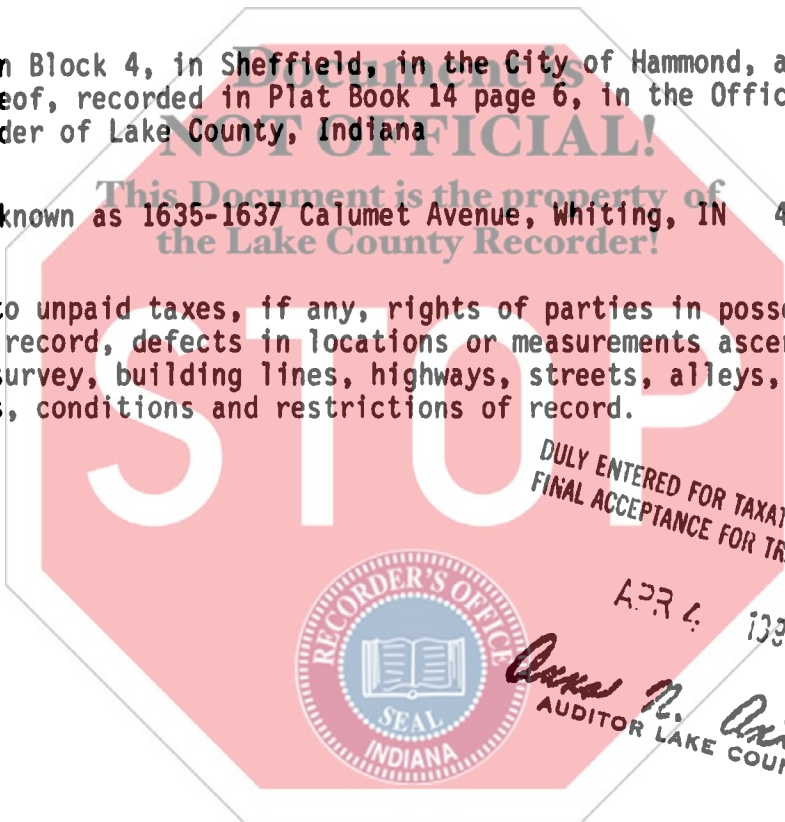 n Block 4, in Sheffield, in the City of Hammond, a
eof, recorded in Plat Book 14 page 6, in the Offic
der of Lake County, Indiana
known as 1635-1637 Calumet Avenue, Whiting, IN 4
to unpaid taxes, if any, rights of parties in posse
record, defects in locations or measurements ascer
survey, building lines, highways, streets, alleys,
, conditions and restrictions of record.
Document is
NOT OFFICIAL!
This Document is the property of
the Lake County Recorder!
STOP
DULY ENTERED FOR TAXAT
FINAL ACCEPTANCE FOR TR
APR 4
RECORDER'S OFFICE
SEAL
INDIANA
Anna N.
AUDITOR LAKE COUN